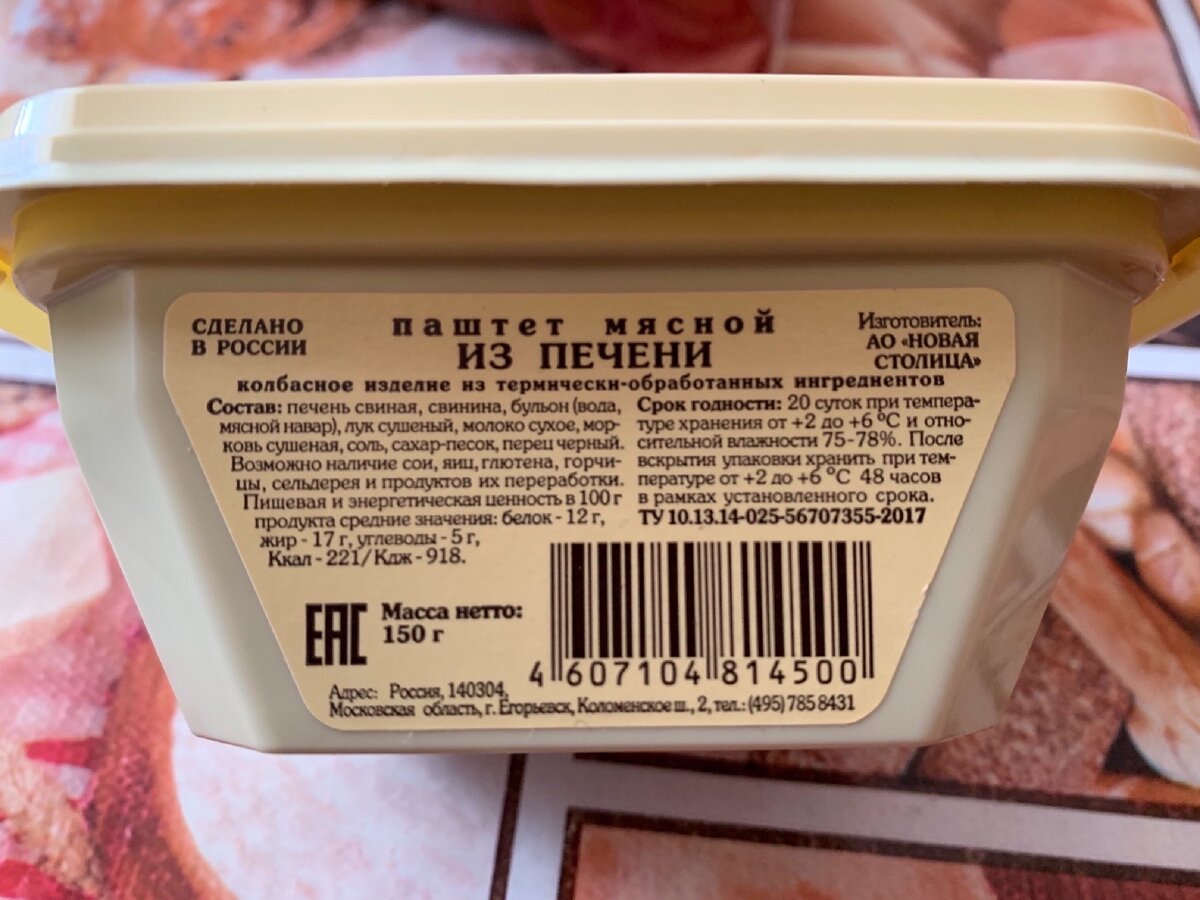 СДЕЛАНО
В РОССИИ
паштет мясной
ИЗ ПЕЧЕНИ
Изготовитель:
АО «НОВАЯ
СТОЛИЦА»
колбасное изделие из термически-обработанных ингредиентов
Состав: печень свиная, свинина, бульон (вода,
мясной навар), лук сушеный, молоко сухое, мор-
ковь сушеная, соль, сахар-песок, перец черный.
Возможно наличие сои, яиц, глютена, горчи-
цы, сельдерея и продуктов их переработки.
Пищевая и энергетическая ценность в 100 г
продукта средние значения: белок - 12 г,
жир - 17 г, углеводы - 5 г,
Ккал - 221/ Кдж - 918.
Срок годности: 20 суток при темпера-
туре хранения от +2 до +6 °С и отно-
сительной влажности 75-78%. После
вскрытия упаковки хранить при тем-
пературе от +2 до +6 °С 48 часов
в рамках установленного срока.
ТУ 10.13.14-025-56707355-2017
ЕАС
Масса нетто:
150 г
4 607104 814500
Адрес: Россия, 140304,
Московская область, г. Егорьевск, Коломенское ш., 2, тел.: (495) 785 8431